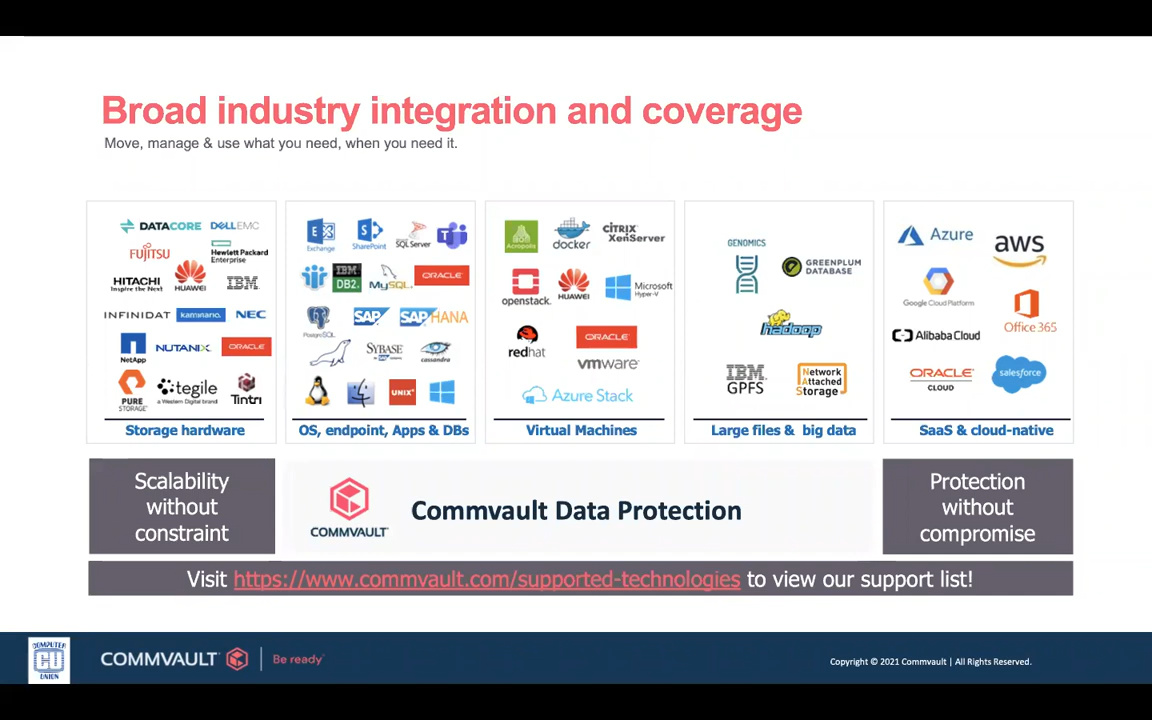 Broad industry integration and coverage
Move, manage & use what you need, when you need it.
DATACORE DELLEMC
FUJITSU Hewlett Packard Enterprise
HITACHI Inspire the Next HUAWEI IBM
INFINIDAT kaminario. NEC
NetApp NUTANIX ORACLE
PURE STORAGE tegile a Western Digital brand Tintri
Storage hardware
Exchange SharePoint SQL Server
IBM DB2. MySQL ORACLE
PostgreSQL SAP SAP HANA
SYBASE cassandra
UNIX
OS, endpoint, Apps & DBs
Acropolis docker CITRIX XenServer
openstack. HUAWEI Microsoft Hyper-V
redhat ORACLE
vmware
Azure Stack
Virtual Machines
GENOMICS GREENPLUM DATABASE
hadoop
IBM GPFS Network Attached Storage
Large files & big data
Azure aws
Google Cloud Platform Office 365
Alibaba Cloud
ORACLE CLOUD salesforce
SaaS & cloud-native
Scalability
without
constraint
COMMVAULT
Commvault Data Protection
Protection
without
compromise
Visit https://www.commvault.com/supported-technologies to view our support list!
COMPUTER
CU
UNION
COMMVAULT Be ready
Copyright © 2021 Commvault | All Rights Reserved.